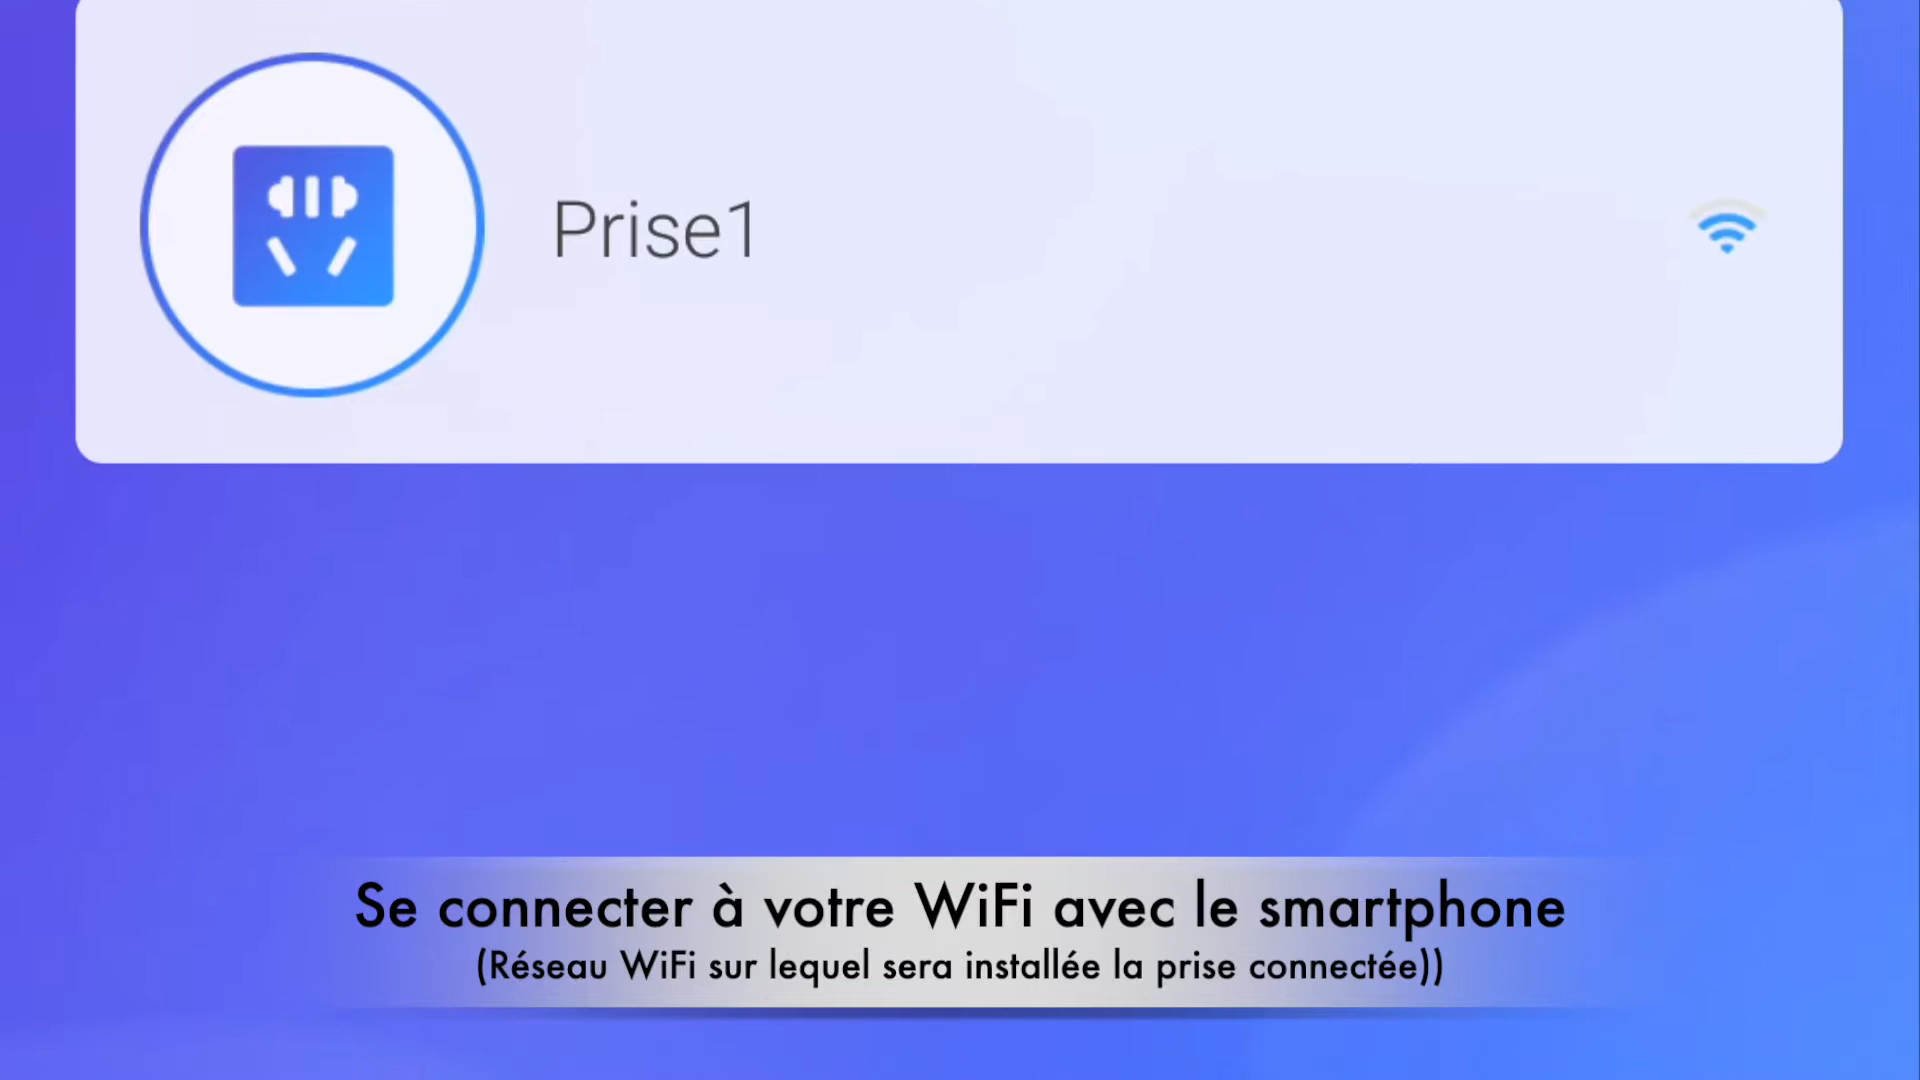 Prise1
Se connecter à votre WiFi avec le smartphone
(Réseau WiFi sur lequel sera installée la prise connectée))